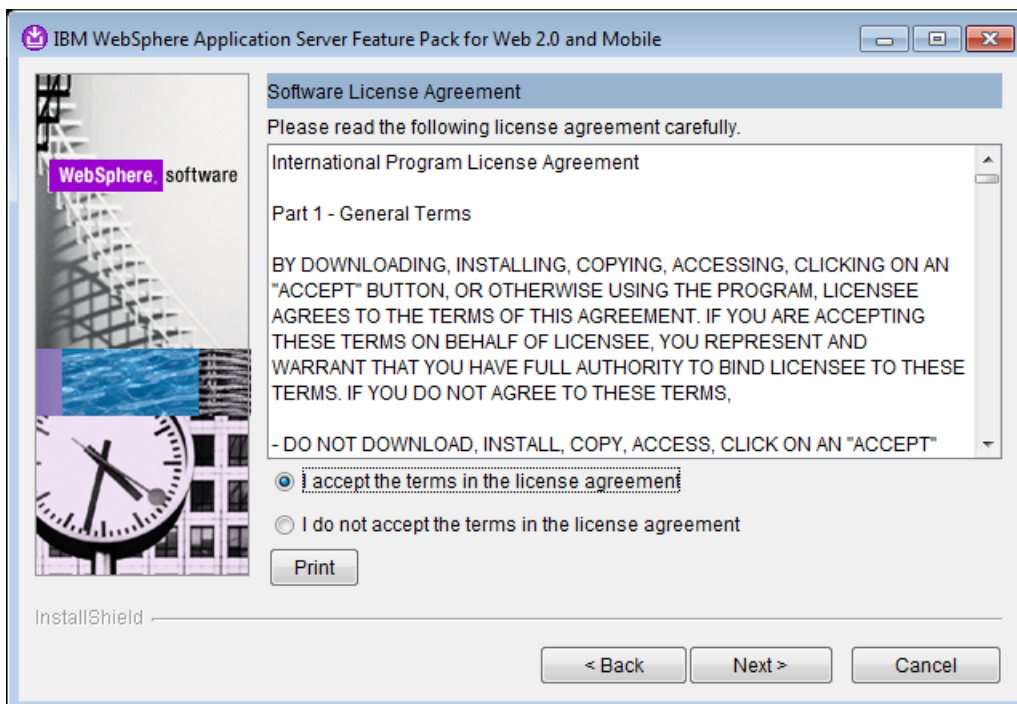 IBM WebSphere Application Server Feature Pack for Web 2.0 and Mobile
WebSphere. software
Software License Agreement
Please read the following license agreement carefully.
International Program License Agreement
Part 1 - General Terms
BY DOWNLOADING, INSTALLING, COPYING, ACCESSING, CLICKING ON AN
"ACCEPT" BUTTON, OR OTHERWISE USING THE PROGRAM, LICENSEE
AGREES TO THE TERMS OF THIS AGREEMENT. IF YOU ARE ACCEPTING
THESE TERMS ON BEHALF OF LICENSEE, YOU REPRESENT AND
WARRANT THAT YOU HAVE FULL AUTHORITY TO BIND LICENSEE TO THESE
TERMS. IF YOU DO NOT AGREE TO THESE TERMS,
- DO NOT DOWNLOAD, INSTALL, COPY, ACCESS, CLICK ON AN "ACCEPT"
I accept the terms in the license agreement
I do not accept the terms in the license agreement
Print
InstallShield
< Back Next > Cancel